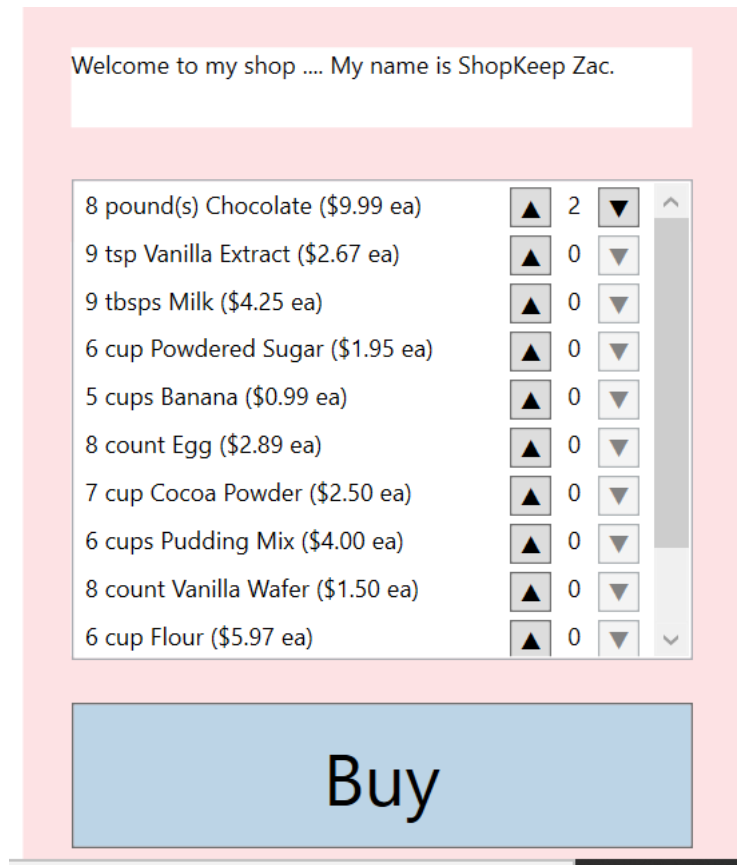 Welcome to my shop .... My name is ShopKeep Zac.
8 pound(s) Chocolate ($9.99 ea) ▲ 2 ▼
9 tsp Vanilla Extract ($2.67 ea) ▲ 0 ▼
9 tbsps Milk ($4.25 ea) ▲ 0 ▼
6 cup Powdered Sugar ($1.95 ea) ▲ 0 ▼
5 cups Banana ($0.99 ea) ▲ 0 ▼
8 count Egg ($2.89 ea) ▲ 0 ▼
7 cup Cocoa Powder ($2.50 ea) ▲ 0 ▼
6 cups Pudding Mix ($4.00 ea) ▲ 0 ▼
8 count Vanilla Wafer ($1.50 ea) ▲ 0 ▼
6 cup Flour ($5.97 ea) ▲ 0 ▼
Buy